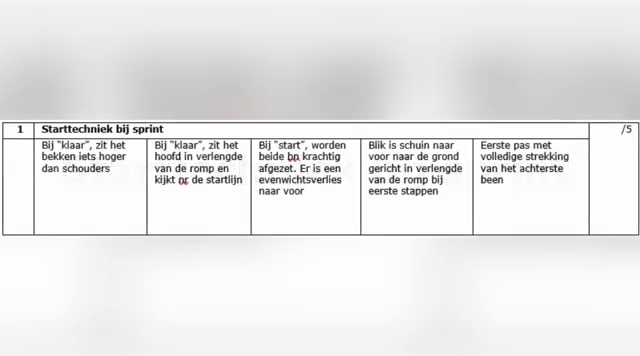 1 Starttechniek bij sprint /5
Bij "klaar", zit het
bekken iets hoger
dan schouders
Bij "klaar", zit het
hoofd in verlengde
van de romp en
kijkt nr de startlijn
Bij "start", worden
beide bn krachtig
afgezet. Er is een
evenwichtsverlies
naar voor
Blik is schuin naar
voor naar de grond
gericht in verlengde
van de romp bij
eerste stappen
Eerste pas met
volledige strekking
van het achterste
been